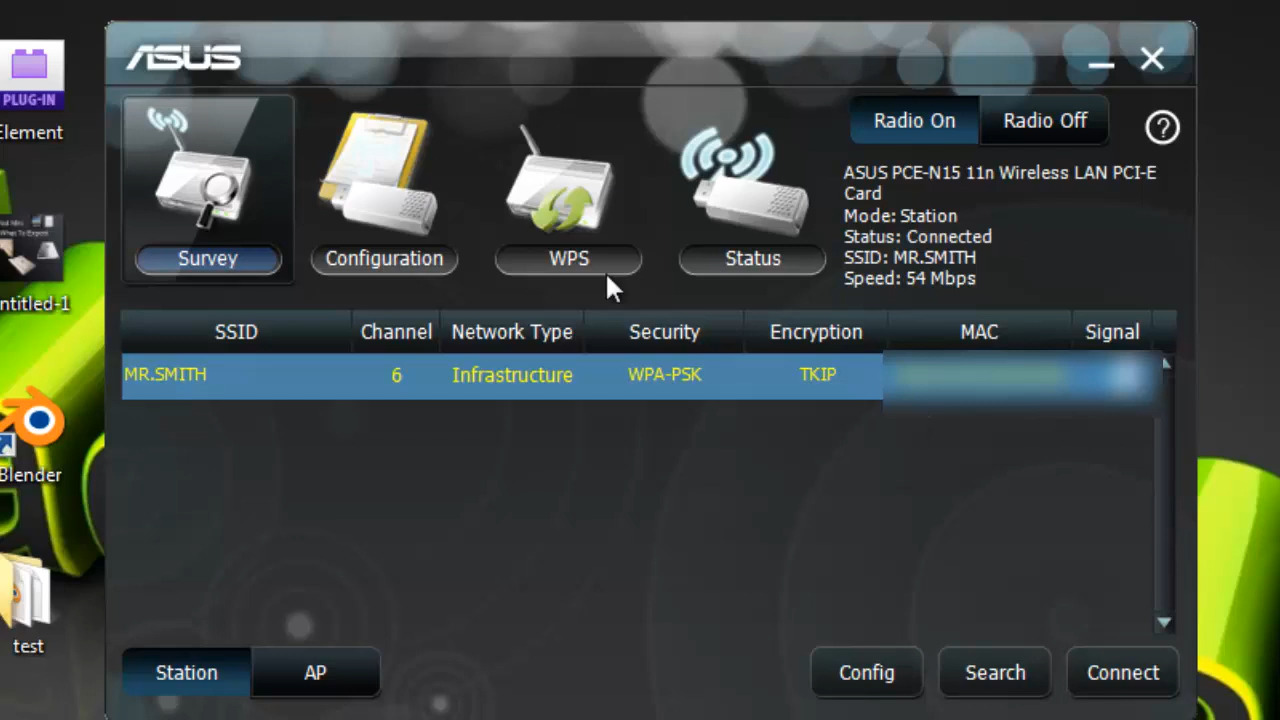 ASUS
PLUG-IN
Element
Radio On
Radio Off
?
ASUS PCE-N15 11n Wireless LAN PCI-E
Card
Mode: Station
Status: Connected
SSID: MR.SMITH
Speed: 54 Mbps
Survey
Configuration
WPS
Status
ntitled-1
SSID Channel Network Type Security Encryption MAC Signal
MR.SMITH 6 Infrastructure WPA-PSK TKIP
Blender
test
Station
AP
Config
Search
Connect